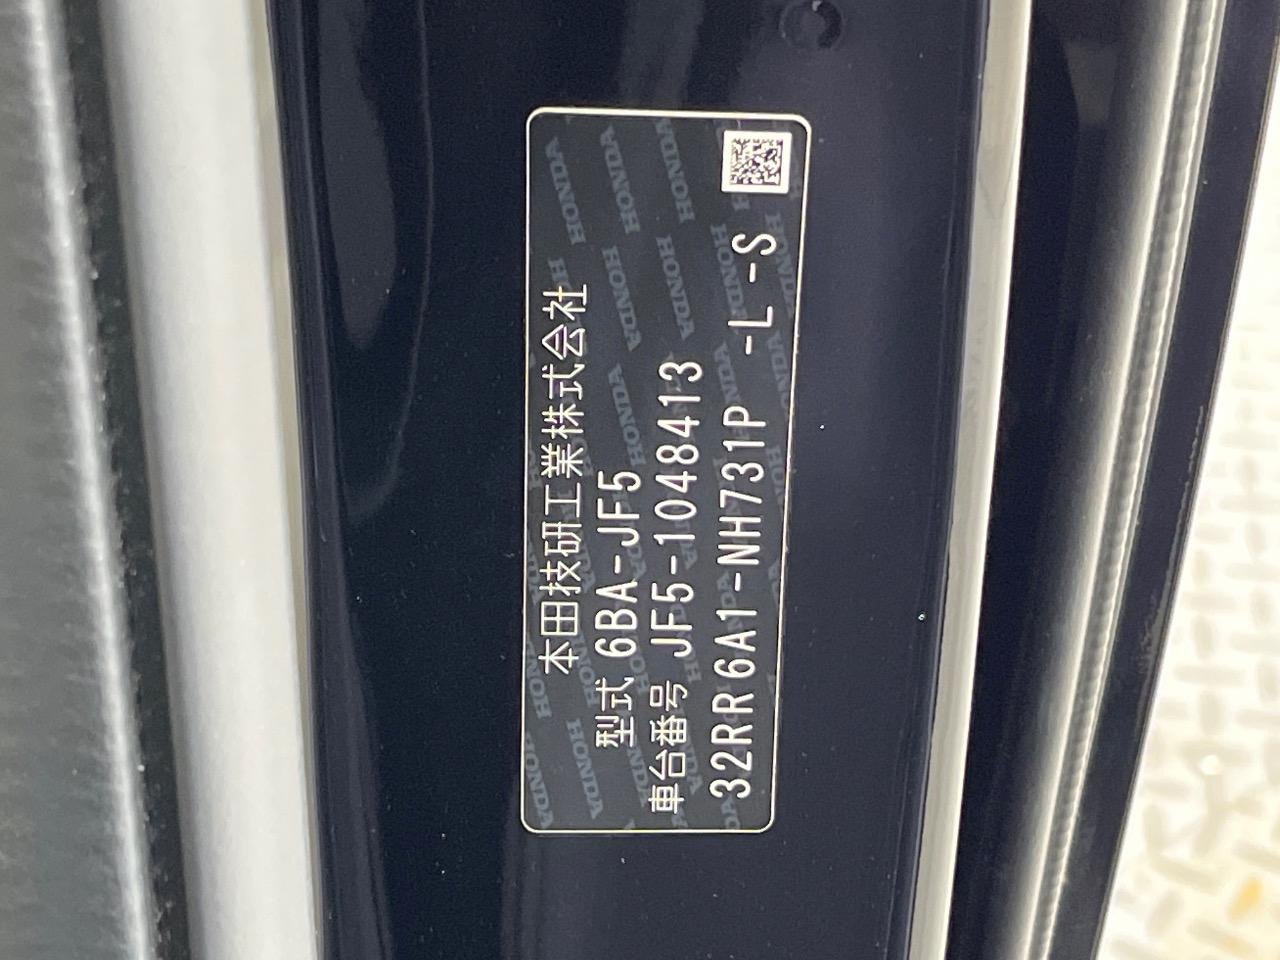 本田技研工業株式会社
型式 6BA-JF5
車台番号 JF5-1048413
32RR6A1-NH731P -L -S